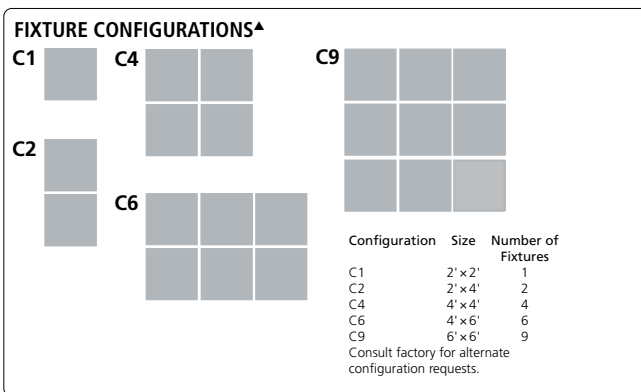 FIXTURE CONFIGURATIONS▲
C1
C4
C9
C2
C6
Configuration Size Number of
Fixtures
C1 2'×2' 1
C2 2'×4' 2
C4 4'×4' 4
C6 4'×6' 6
C9 6'×6' 9
Consult factory for alternate
configuration requests.